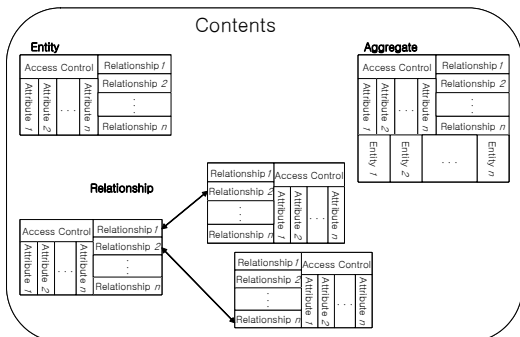 Contents
Entity
Access Control
Attribute 1
Attribute 2
. . .
Attribute n
Relationship 1
Relationship 2
:
Relationship n
Aggregate
Access Control
Attribute 1
Attribute 2
. . .
Attribute n
Relationship 1
Relationship 2
:
Relationship n
Entity 1
Entity 2
. . .
Entity n
Relationship
Access Control
Attribute 1
Attribute 2
. . .
Attribute n
Relationship 1
Relationship 2
:
Relationship n
Relationship 1
Relationship 2
:
Relationship n
Access Control
Attribute 1
Attribute 2
. . .
Attribute n
Relationship 1
Relationship 2
:
Relationship n
Access Control
Attribute 1
Attribute 2
. . .
Attribute n